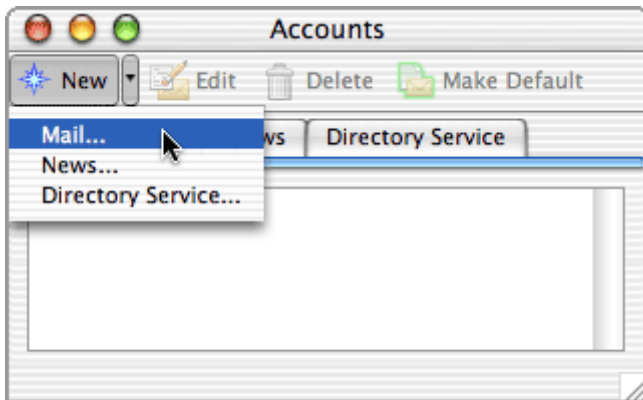 Accounts
New Edit Delete Make Default
Mail...
ws Directory Service
News...
Directory Service...